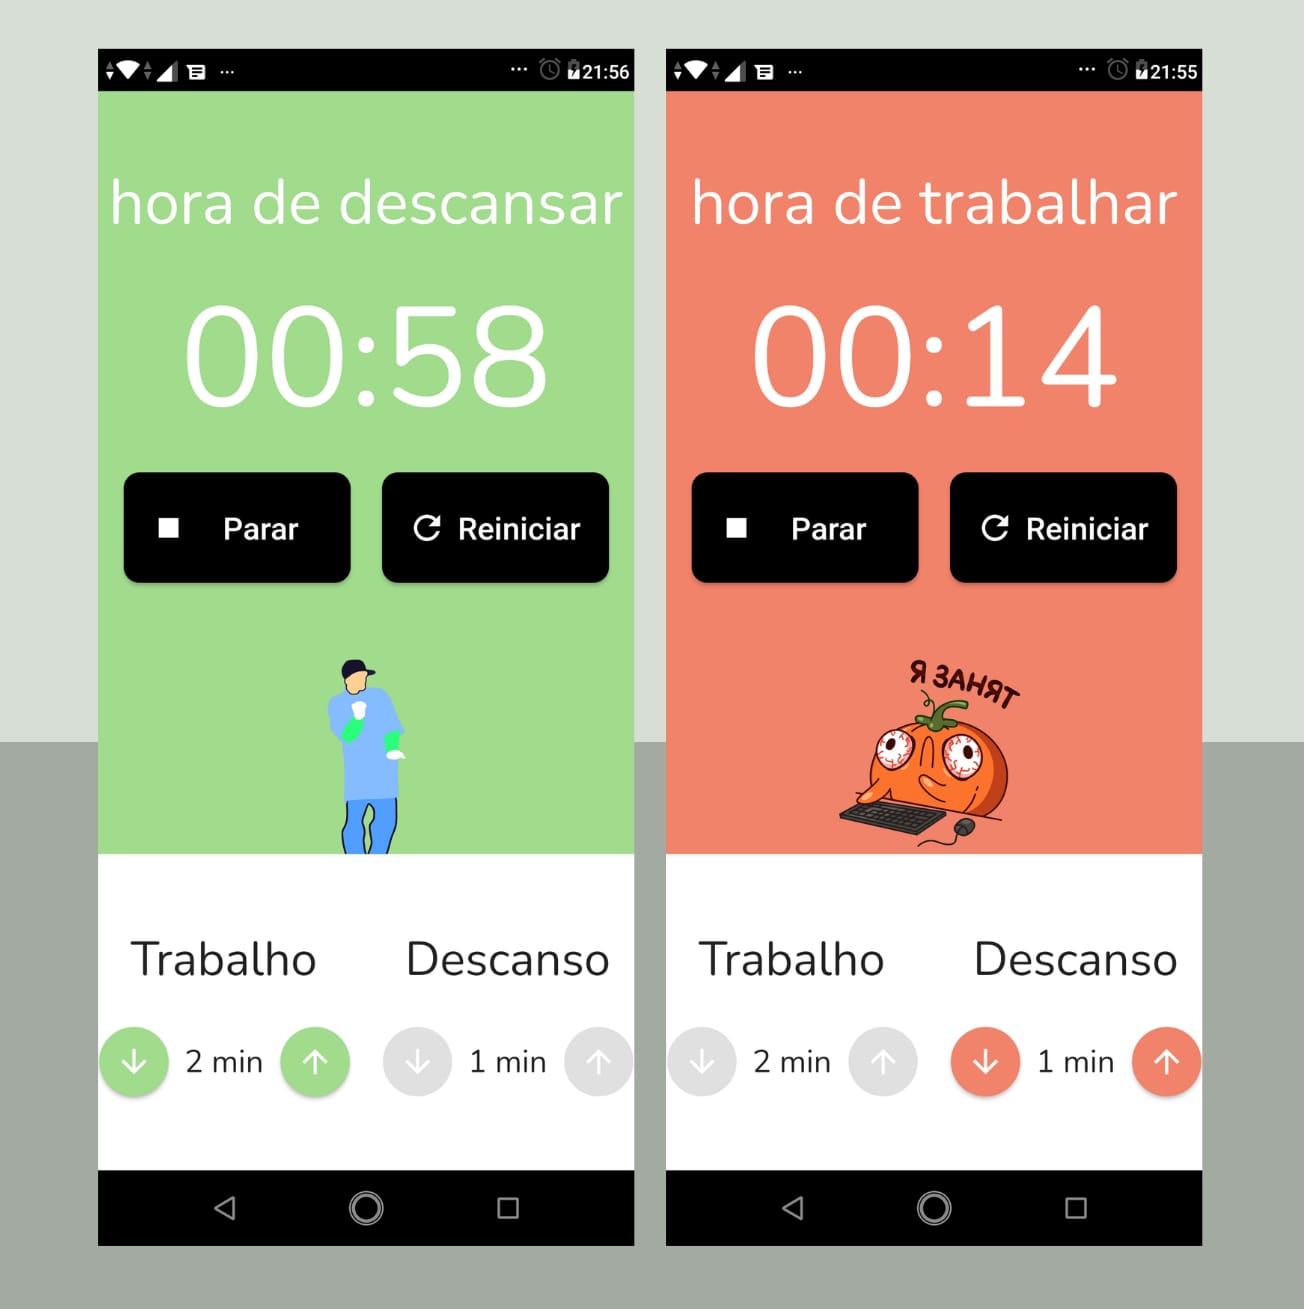 21:56
hora de descansar
00:58
Parar
Reiniciar
Trabalho
Descanso
2 min
1 min
21:55
hora de trabalhar
00:14
Parar
Reiniciar
Я ЗАНЯТ
Trabalho
Descanso
2 min
1 min